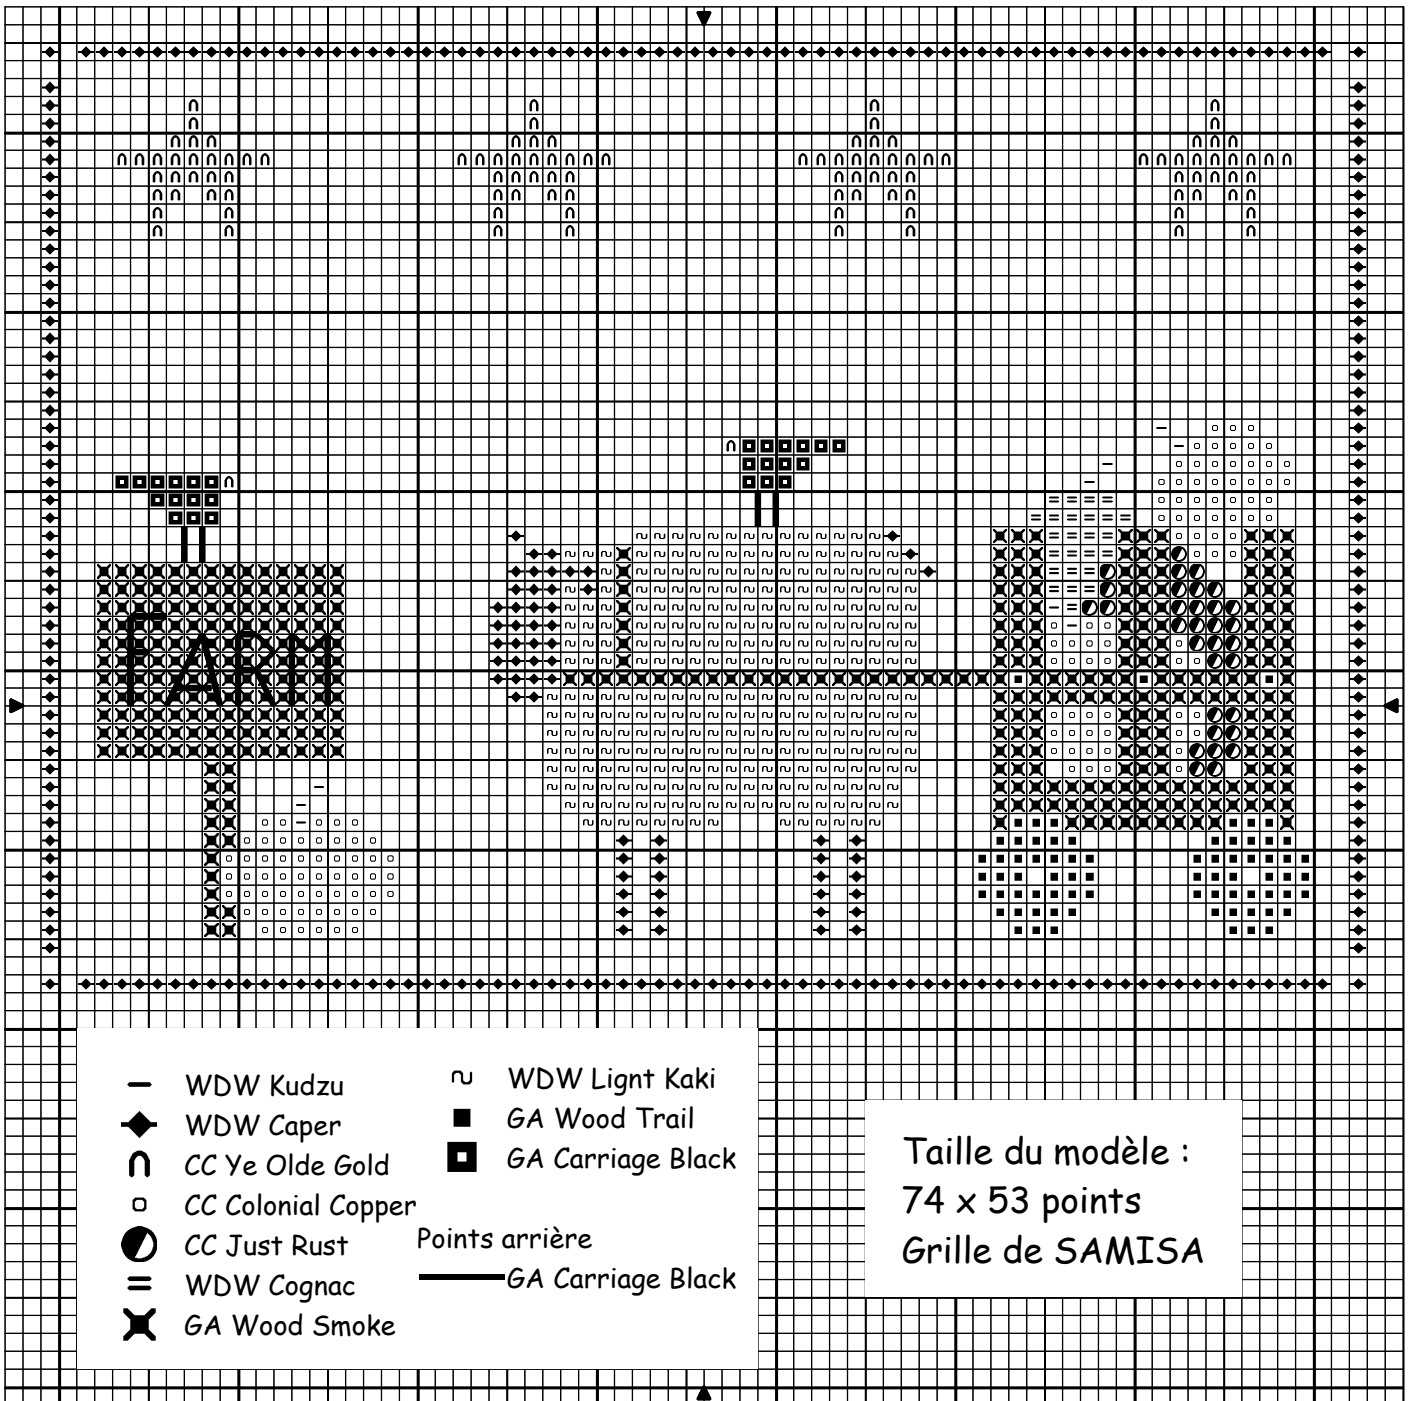 FARM
WDW Kudzu
WDW Caper
CC Ye Olde Gold
CC Colonial Copper
CC Just Rust
WDW Cognac
GA Wood Smoke
WDW Lignt Kaki
GA Wood Trail
GA Carriage Black
Points arrière
GA Carriage Black
Taille du modèle :
74 x 53 points
Grille de SAMISA